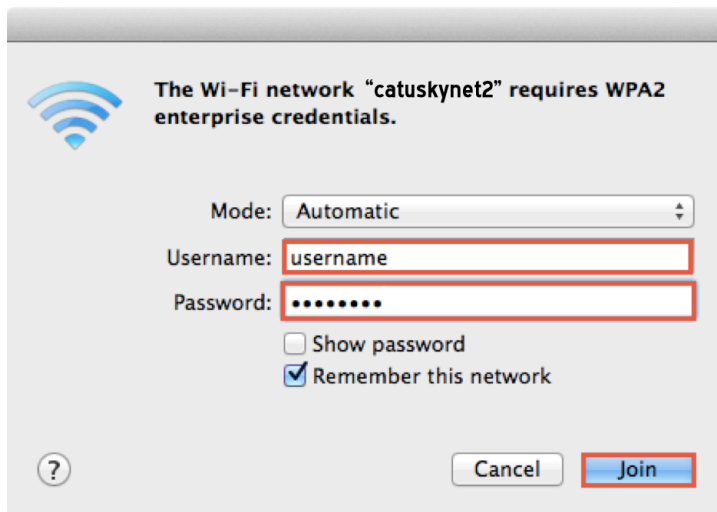 The Wi-Fi network “catuskynet2” requires WPA2
enterprise credentials.
Mode: Automatic
Username: username
Password: ••••••••
Show password
Remember this network
? Cancel Join